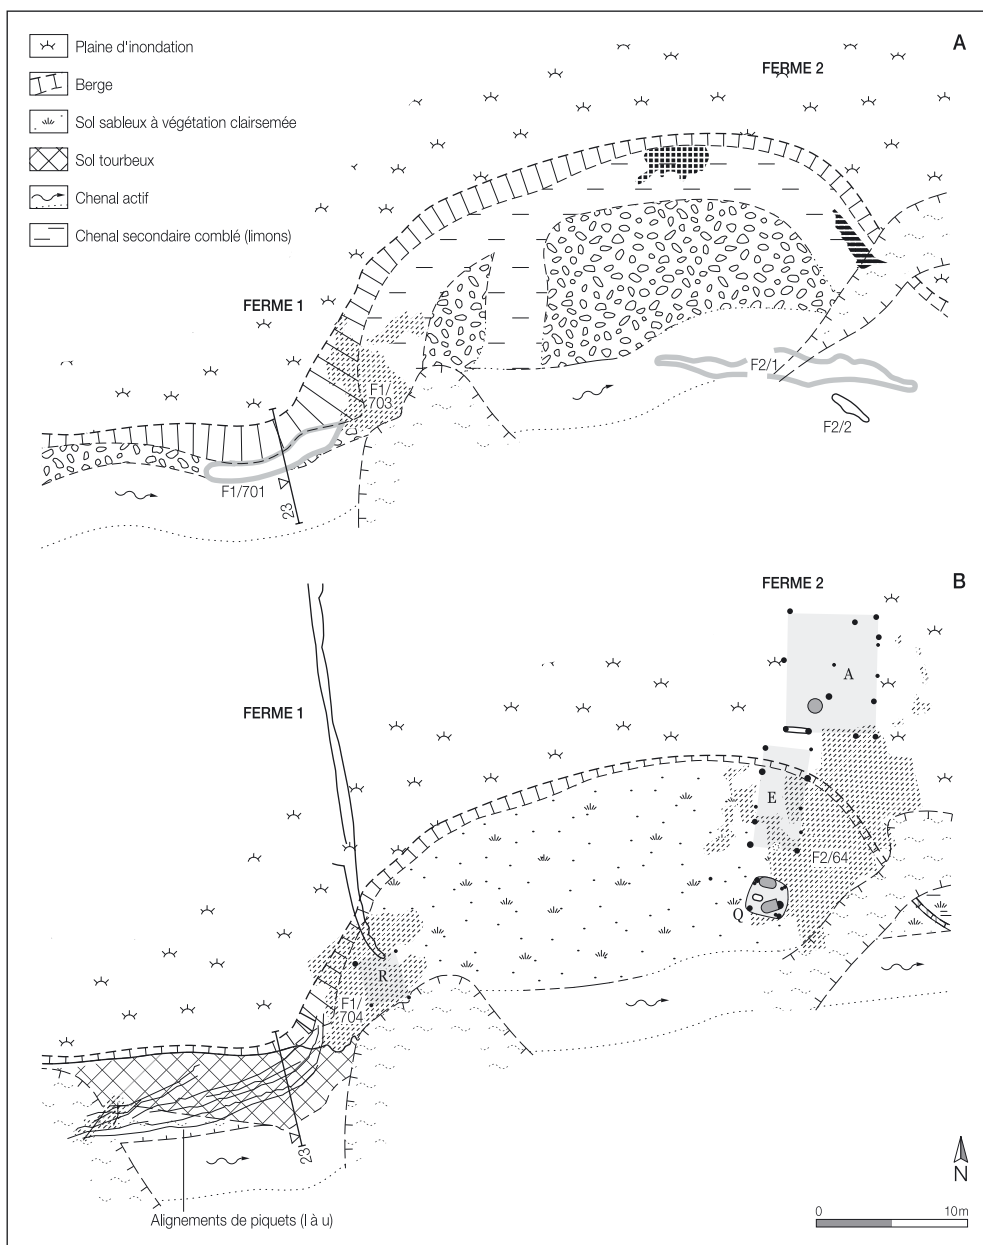 Plaine d'inondation
Berge
Sol sableux à végétation clairsemée
Sol tourbeux
Chenal actif
Chenal secondaire comblé (limons)
A
FERME 2
FERME 1
F1/
703
F2/1
F2/2
F1/701
23
B
FERME 2
FERME 1
A
E
F2/64
Q
R
F1/
704
23
Alignements de piquets (l à u)
N
0 10m